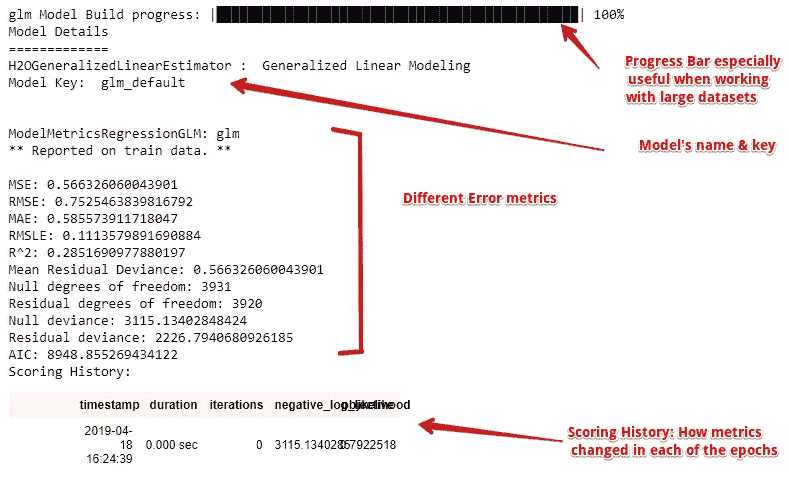 glm Model Build progress: |████████████████████████████████████| 100%
Model Details
=============
H2OGeneralizedLinearEstimator :  Generalized Linear Modeling
Model Key:  glm_default
Progress Bar especially
useful when working
with large datasets
Model's name & key
ModelMetricsRegressionGLM: glm
** Reported on train data. **
MSE: 0.566326060043901
RMSE: 0.7525463839816792
MAE: 0.585573911718047
RMSLE: 0.1113579891690884
R^2: 0.2851690977880197
Mean Residual Deviance: 0.566326060043901
Null degrees of freedom: 3931
Residual degrees of freedom: 3920
Null deviance: 3115.13402848424
Residual deviance: 2226.7940680926185
AIC: 8948.855269434122
Different Error metrics
Scoring History:
timestamp duration iterations negative_log_likelihood objective
2019-04-
18
16:24:39
0.000 sec 0
Scoring History: How metrics
changed in each of the epochs